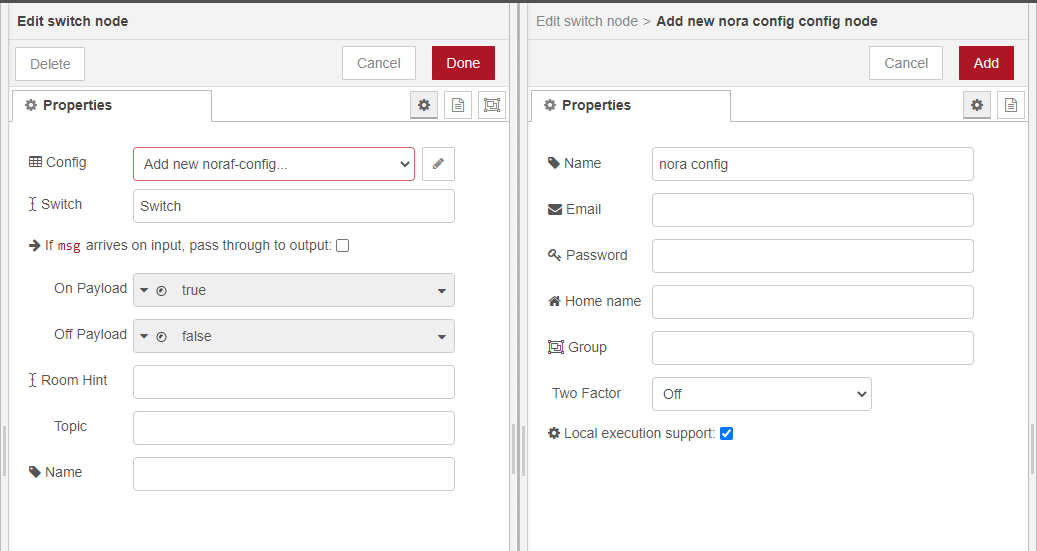 Edit switch node
Delete
Cancel
Done
Properties
Config
Add new noraf-config...
Switch
Switch
If msg arrives on input, pass through to output:
On Payload
true
Off Payload
false
Room Hint
Topic
Name
Edit switch node > Add new nora config config node
Cancel
Add
Properties
Name
nora config
Email
Password
Home name
Group
Two Factor
Off
Local execution support: